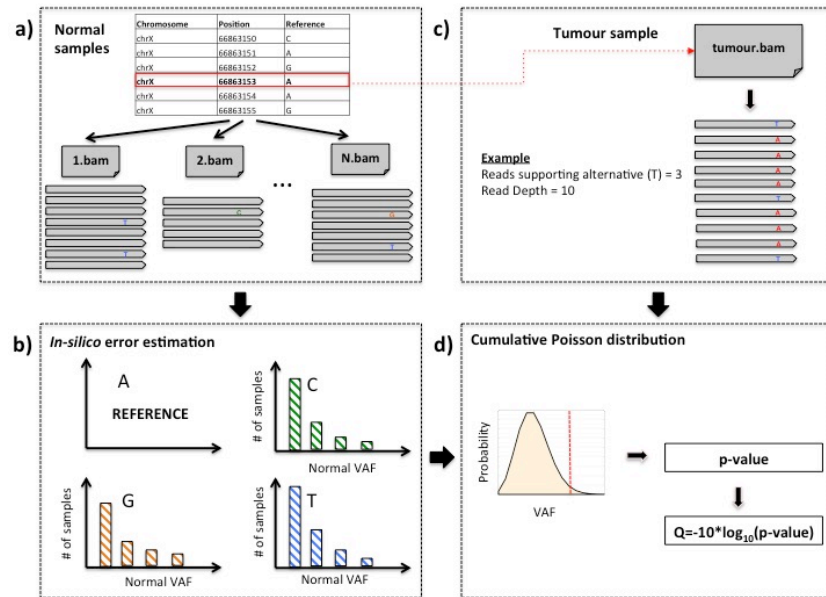 a)
Normal samples
Chromosome Position Reference
chrX 66863150 C
chrX 66863151 A
chrX 66863152 G
chrX 66863153 A
chrX 66863154 A
chrX 66863155 G
1.bam
2.bam
...
N.bam
T
T
G
G
T
c)
Tumour sample
tumour.bam
Example
Reads supporting alternative (T) = 3
Read Depth = 10
T
A
A
A
A
T
A
A
A
T
b)
In-silico error estimation
A
REFERENCE
# of samples
C
Normal VAF
# of samples
G
Normal VAF
# of samples
T
Normal VAF
d)
Cumulative Poisson distribution
Probability
VAF
p-value
Q=-10*log10(p-value)